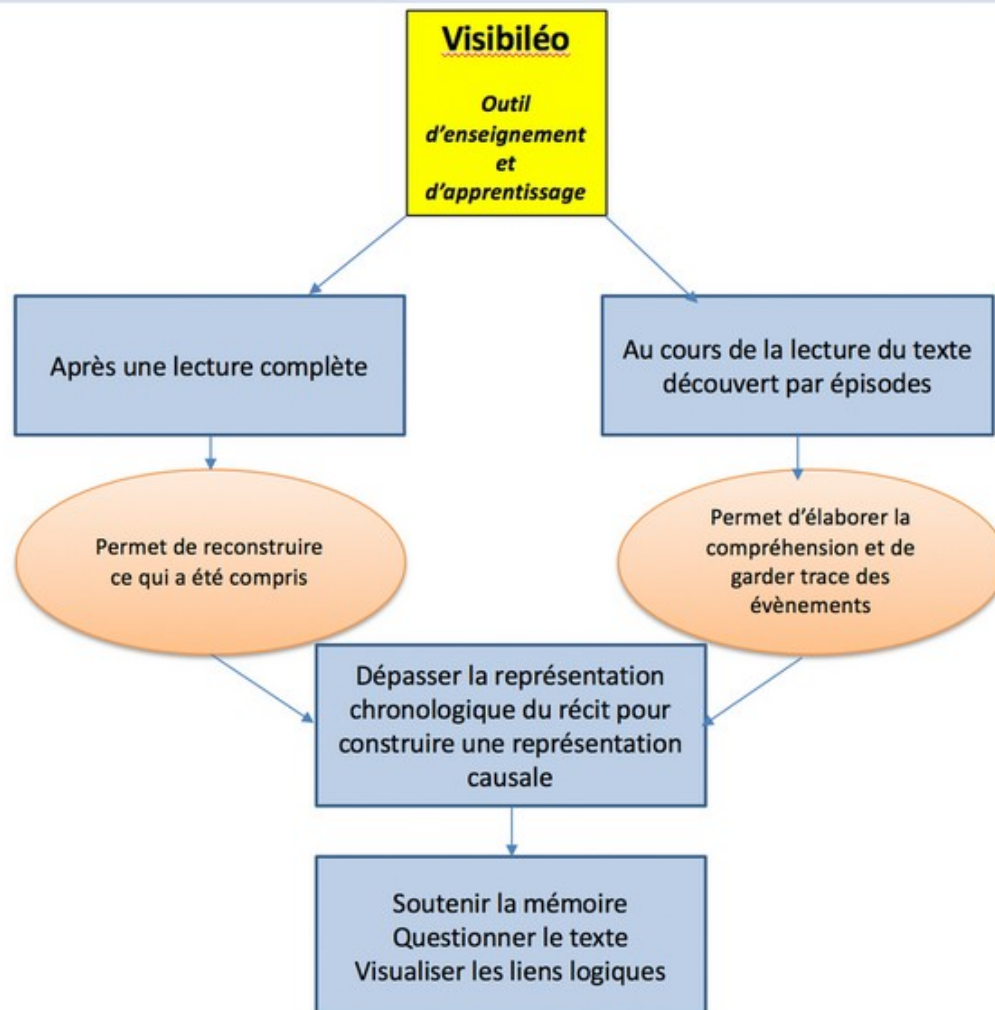 Visibiléo
Outil
d'enseignement
et
d'apprentissage
Après une lecture complète
Au cours de la lecture du texte
découvert par épisodes
Permet de reconstruire
ce qui a été compris
Permet d'élaborer la
compréhension et de
garder trace des
évènements
Dépasser la représentation
chronologique du récit pour
construire une représentation
causale
Soutenir la mémoire
Questionner le texte
Visualiser les liens logiques